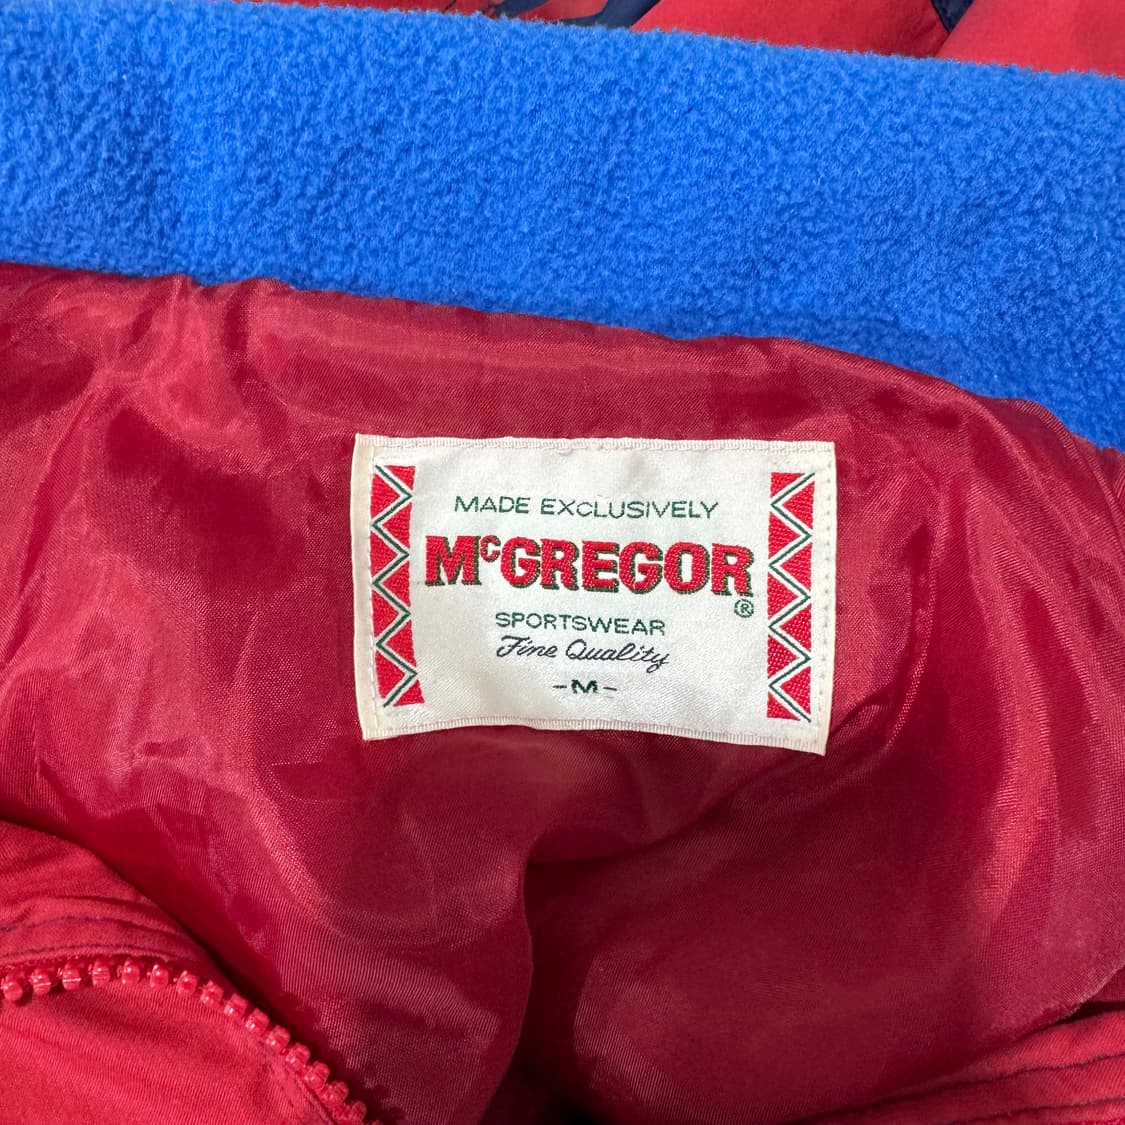 MADE EXCLUSIVELY
McGREGOR
®
SPORTSWEAR
Fine Quality
-M-